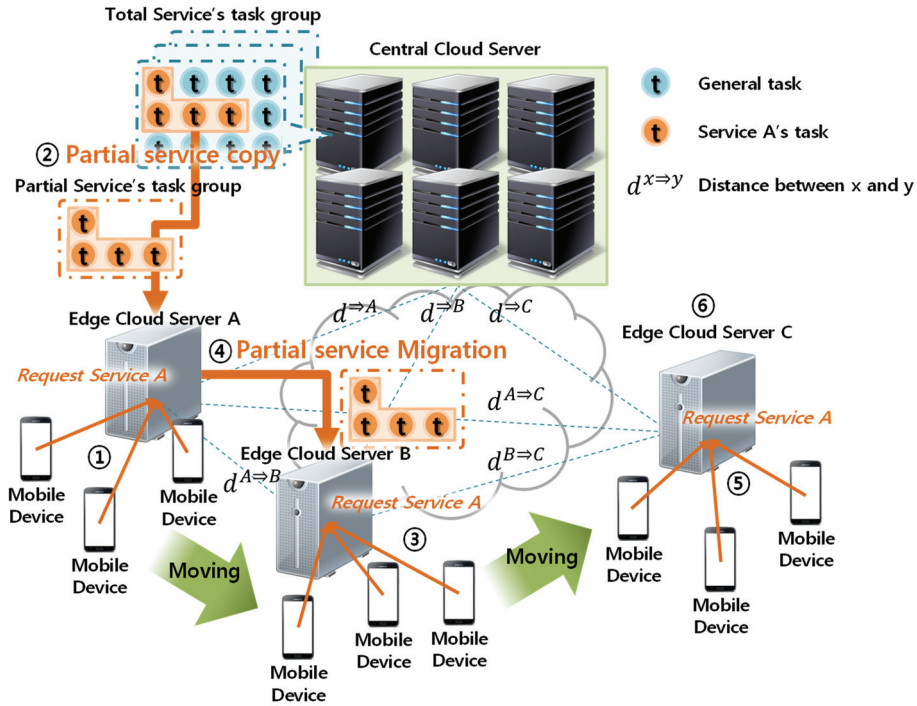 Total Service's task group
t t t t
t t t t
t t t t
Central Cloud Server
t General task
t Service A's task
d^{x⇒y} Distance between x and y
② Partial service copy
Partial Service's task group
t
t t t
Edge Cloud Server A
Request Service A
④ Partial service Migration
t
t t t
d^{⇒A} d^{⇒B} d^{⇒C}
⑥
Edge Cloud Server C
Request Service A
d^{A⇒C}
d^{B⇒C}
d^{A⇒B}
①
Mobile
Device
Mobile
Device
Mobile
Device
Moving
Edge Cloud Server B
Request Service A
③
Mobile
Device
Mobile
Device
Mobile
Device
Moving
⑤
Mobile
Device
Mobile
Device
Mobile
Device